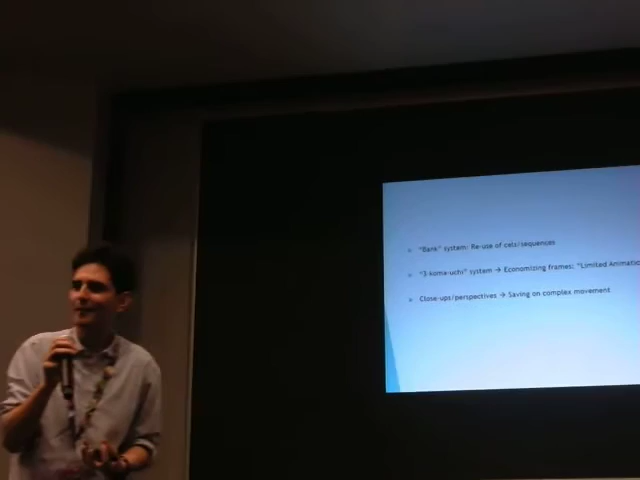 "Bank" system: Re-use of cels/sequences
"3-koma-uchi" system → Economizing frames: "Limited Animatio
Close-ups/perspectives → Saving on complex movement